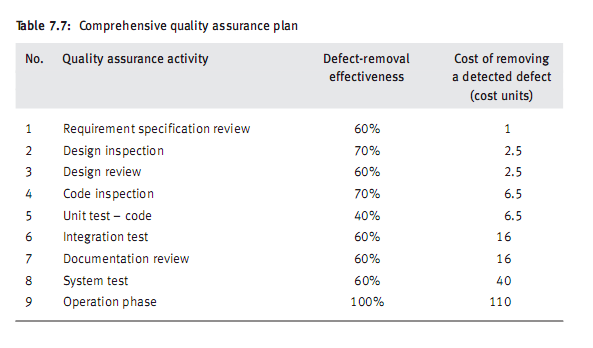 Table 7.7: Comprehensive quality assurance plan
No. Quality assurance activity Defect-removal effectiveness Cost of removing a detected defect (cost units)
1 Requirement specification review 60% 1
2 Design inspection 70% 2.5
3 Design review 60% 2.5
4 Code inspection 70% 6.5
5 Unit test – code 40% 6.5
6 Integration test 60% 16
7 Documentation review 60% 16
8 System test 60% 40
9 Operation phase 100% 110